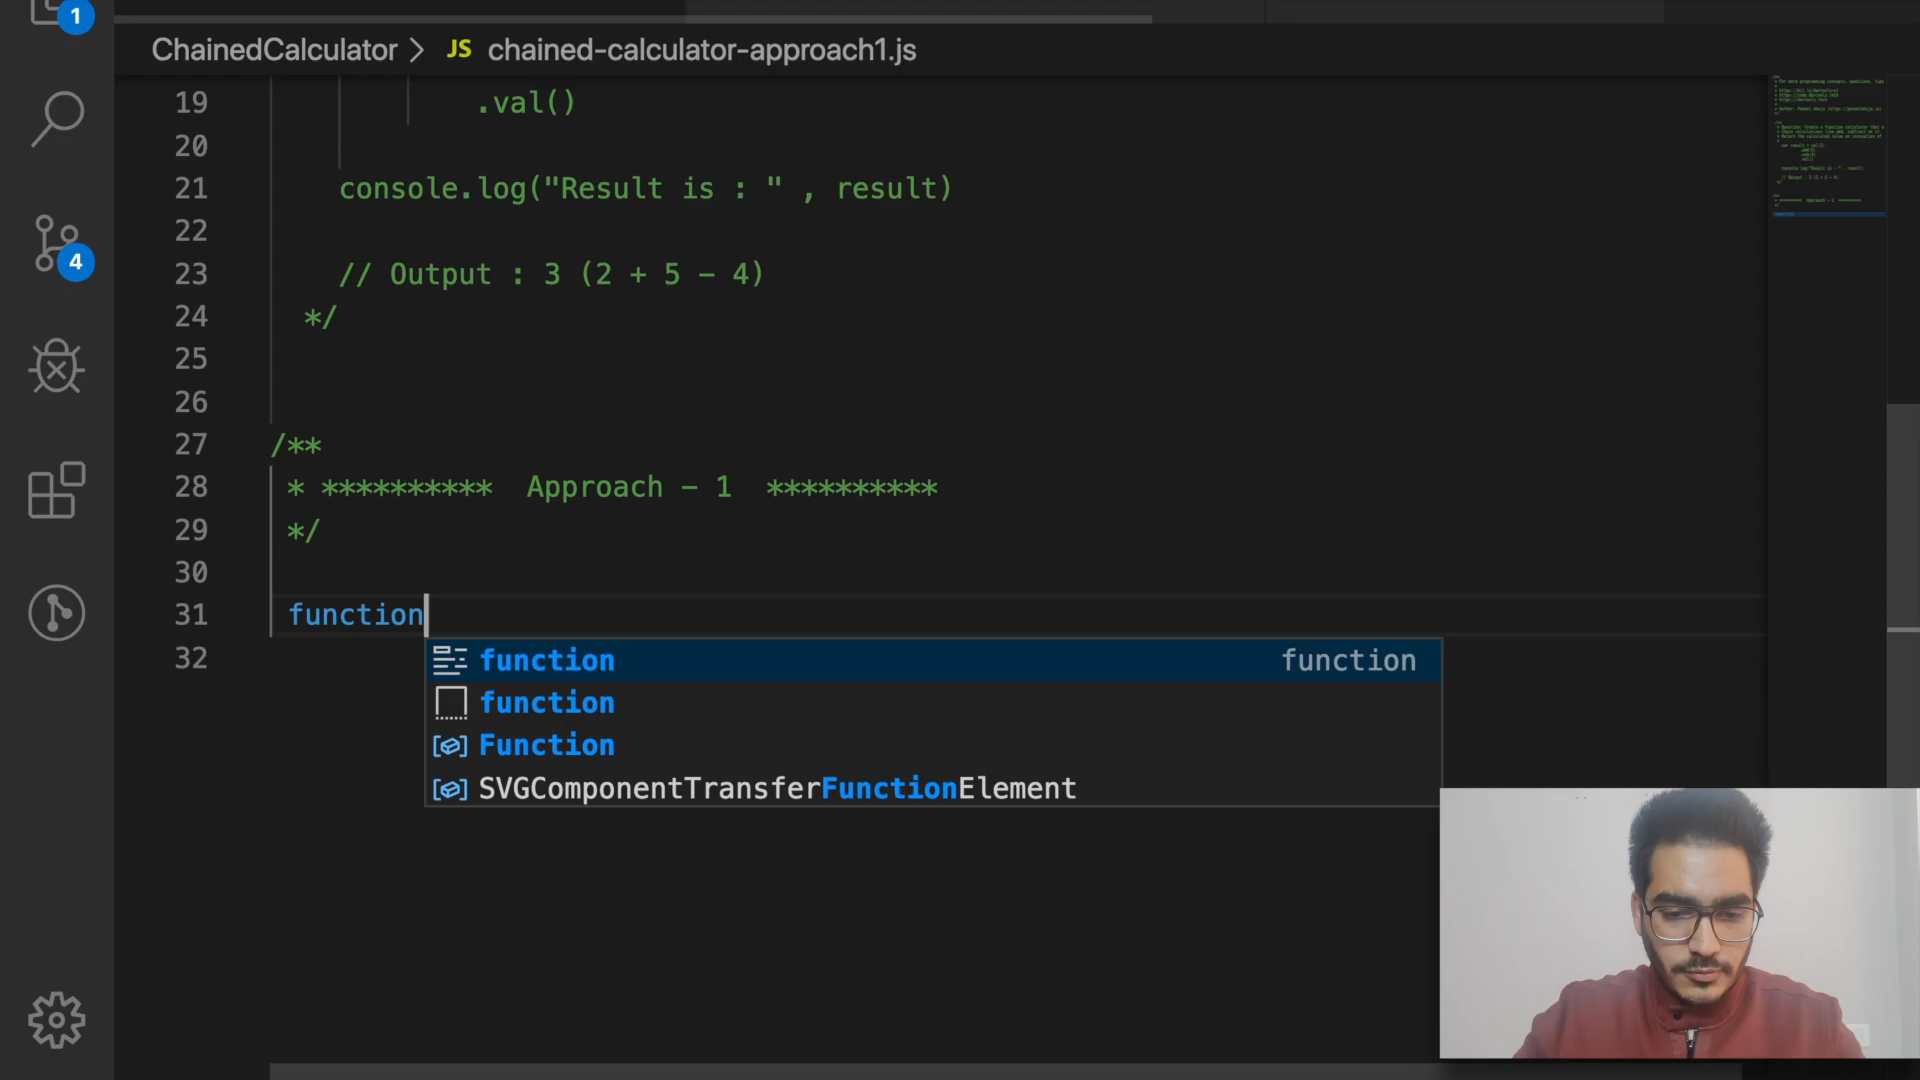 1
ChainedCalculator > JS chained-calculator-approach1.js
19 .val()
20
21 console.log("Result is : " , result)
22
4
23 // Output : 3 (2 + 5 - 4)
24 */
25
26
27 /**
28 * ********** Approach - 1 **********
29 */
30
31 function
32
function function
function
Function
SVGComponentTransferFunctionElement